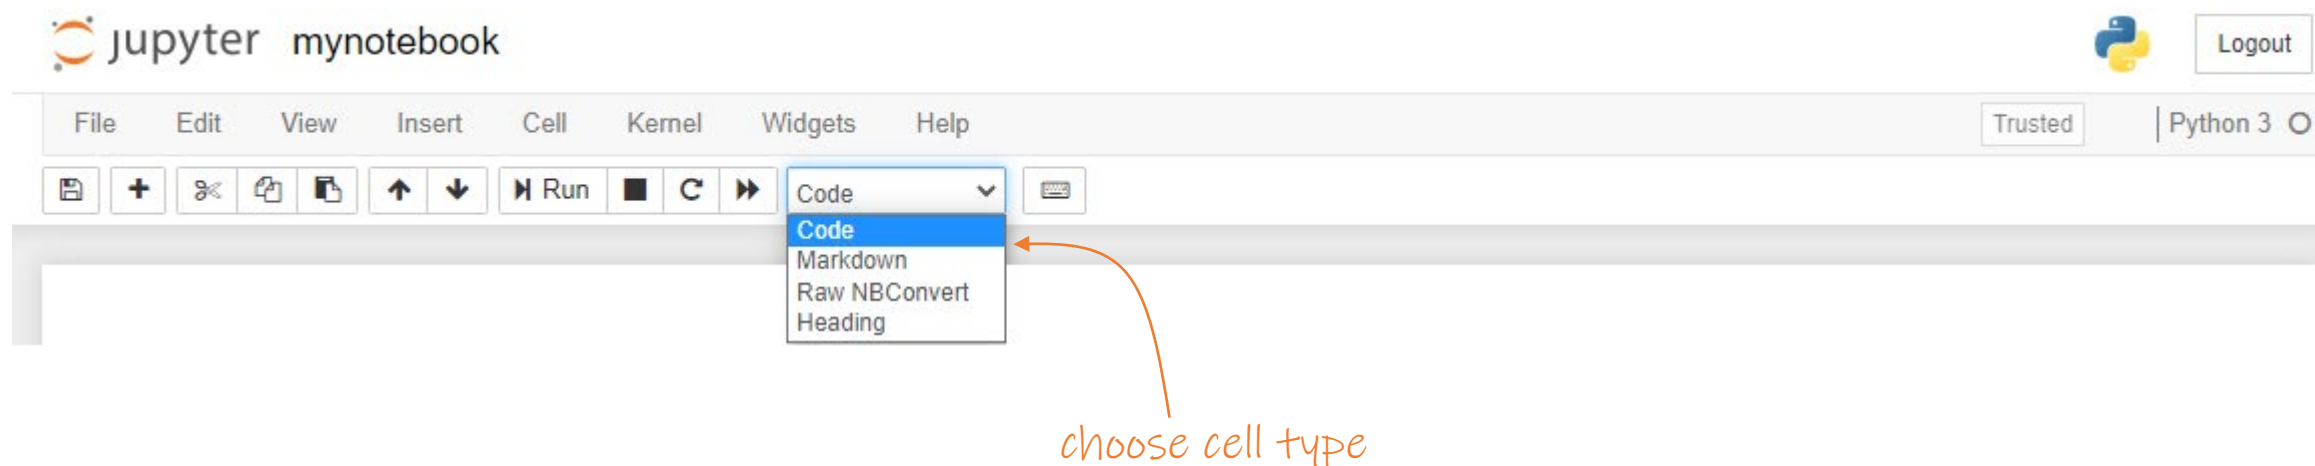 jupyter mynotebook Logout
File Edit View Insert Cell Kernel Widgets Help Trusted Python 3
Run Code
Code
Markdown
Raw NBConvert
Heading
choose cell type